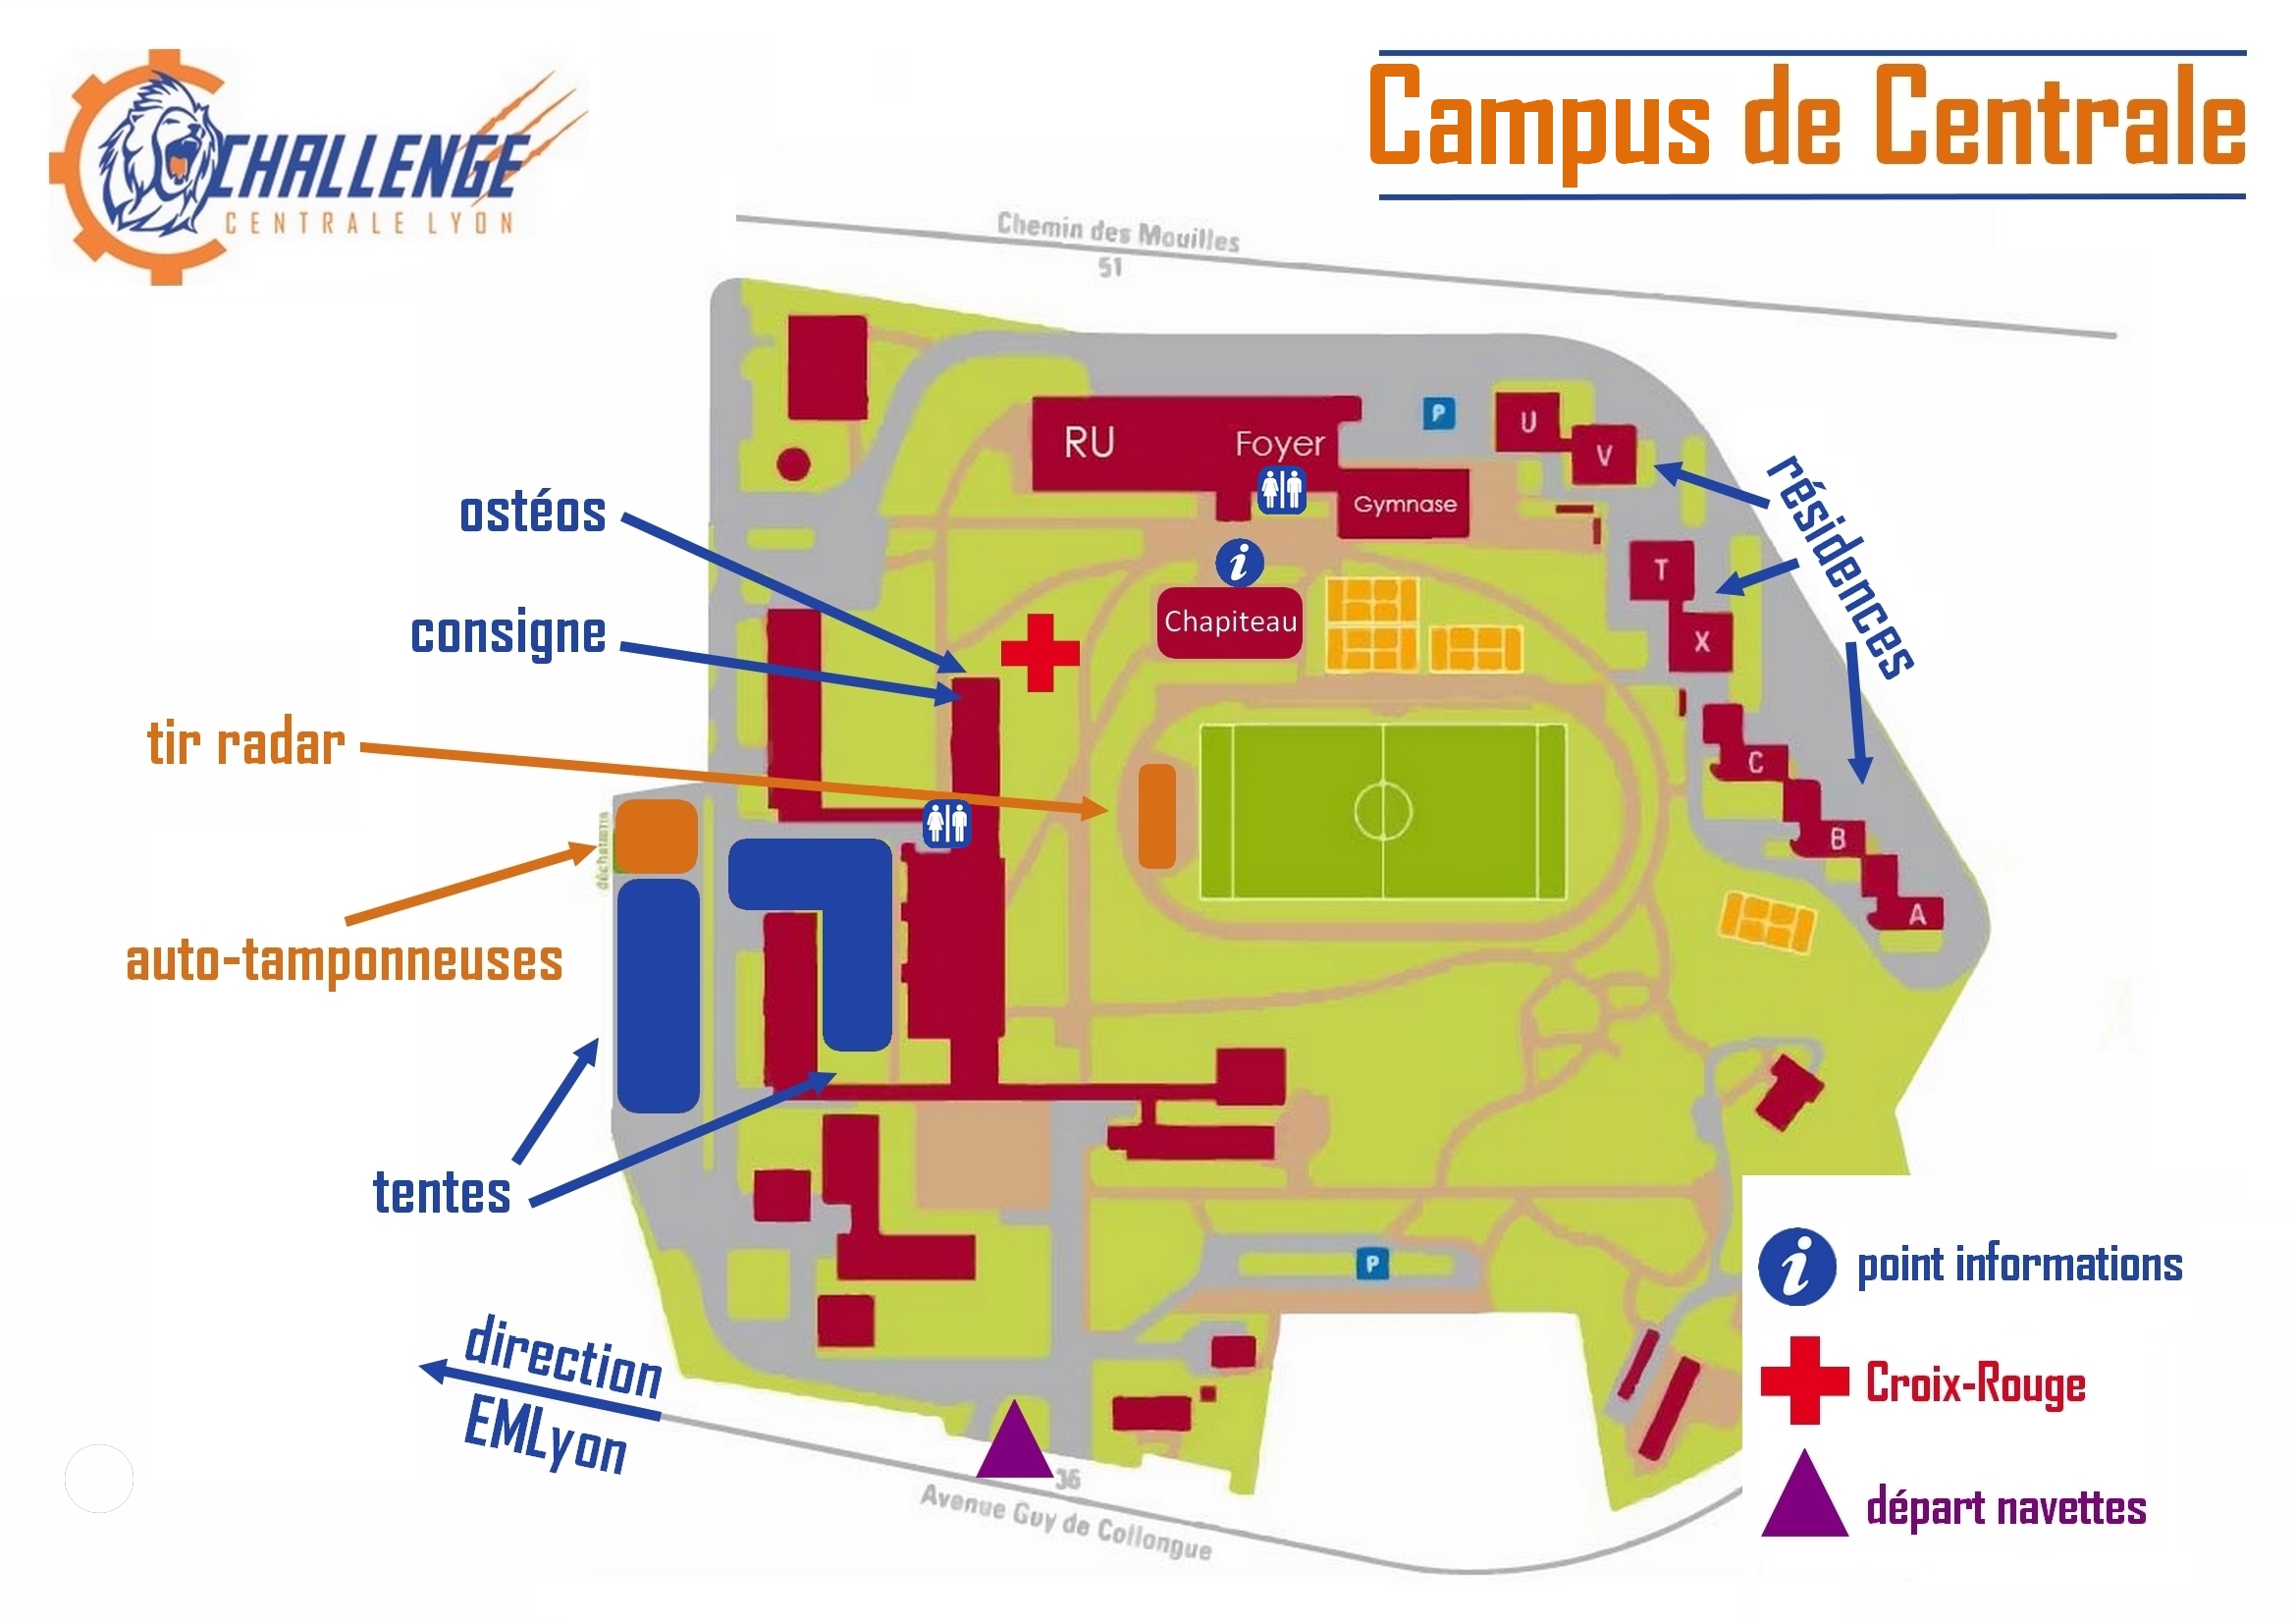 CHALLENGE
CENTRALE LYON
Campus de Centrale
Chemin des Mouilles
51
RU
Foyer
Gymnase
P
U
V
résidences
ostéos
consigne
i
Chapiteau
T
X
tir radar
C
B
A
auto-tamponneuses
déchetterie
tentes
P
direction
EMLyon
36
Avenue Guy de Collongue
i point informations
Croix-Rouge
départ navettes